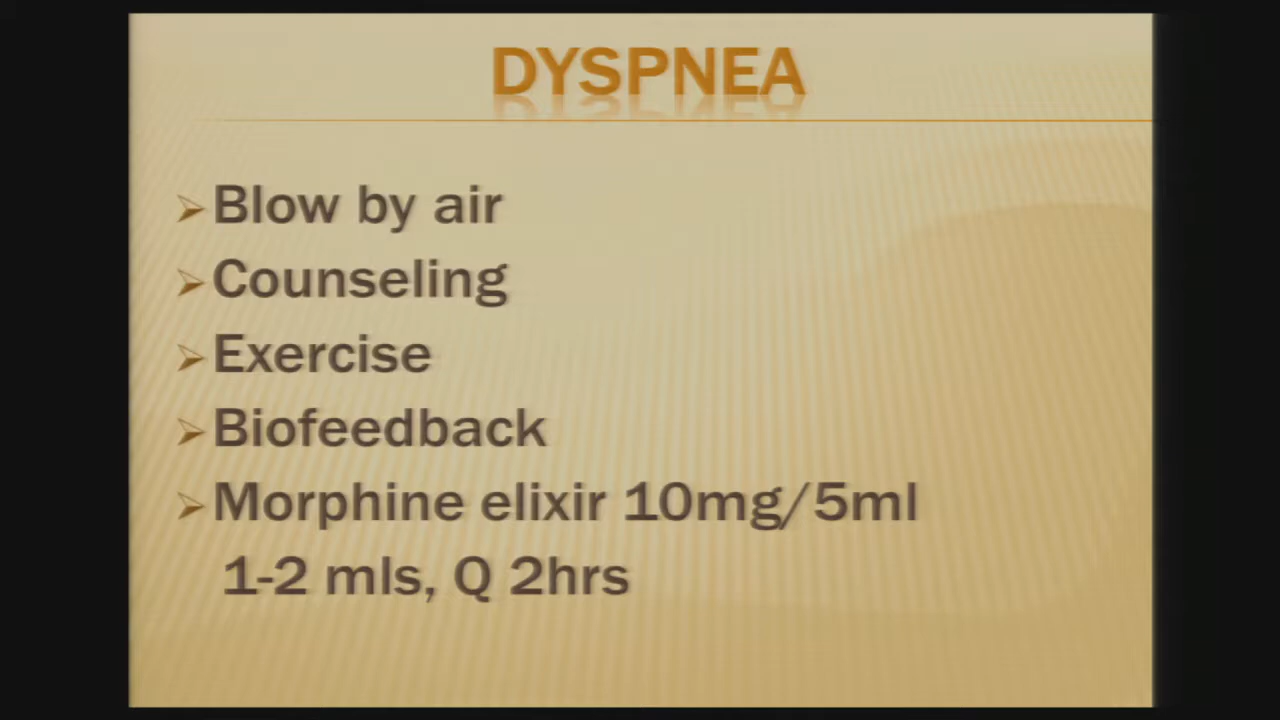 DYSPNEA
Blow by air
Counseling
Exercise
Biofeedback
Morphine elixir 10mg/5ml
1-2 mls, Q 2hrs